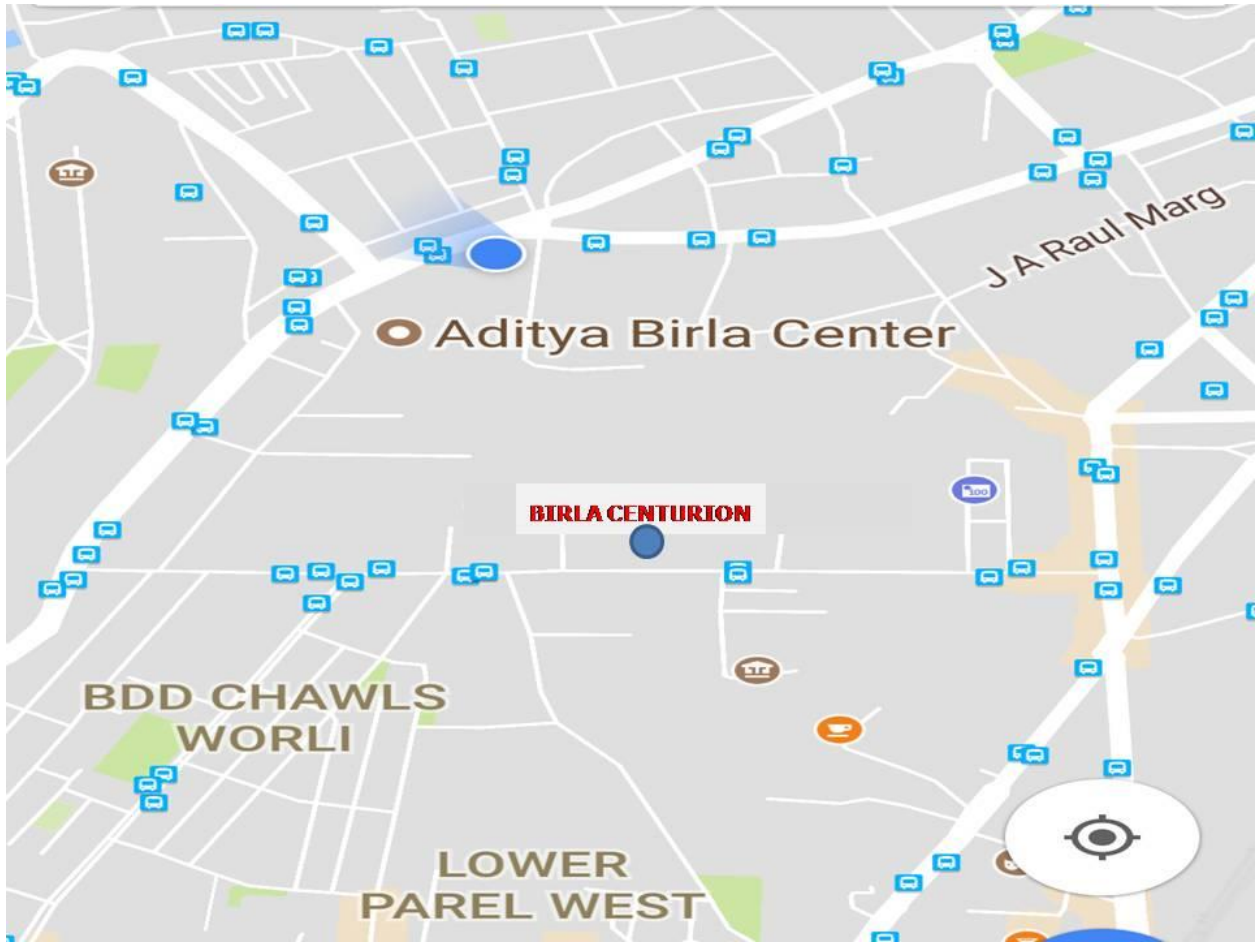 J A Raul Marg
Aditya Birla Center
100
BIRLA CENTURION
BDD CHAWLS
WORLI
LOWER
PAREL WEST